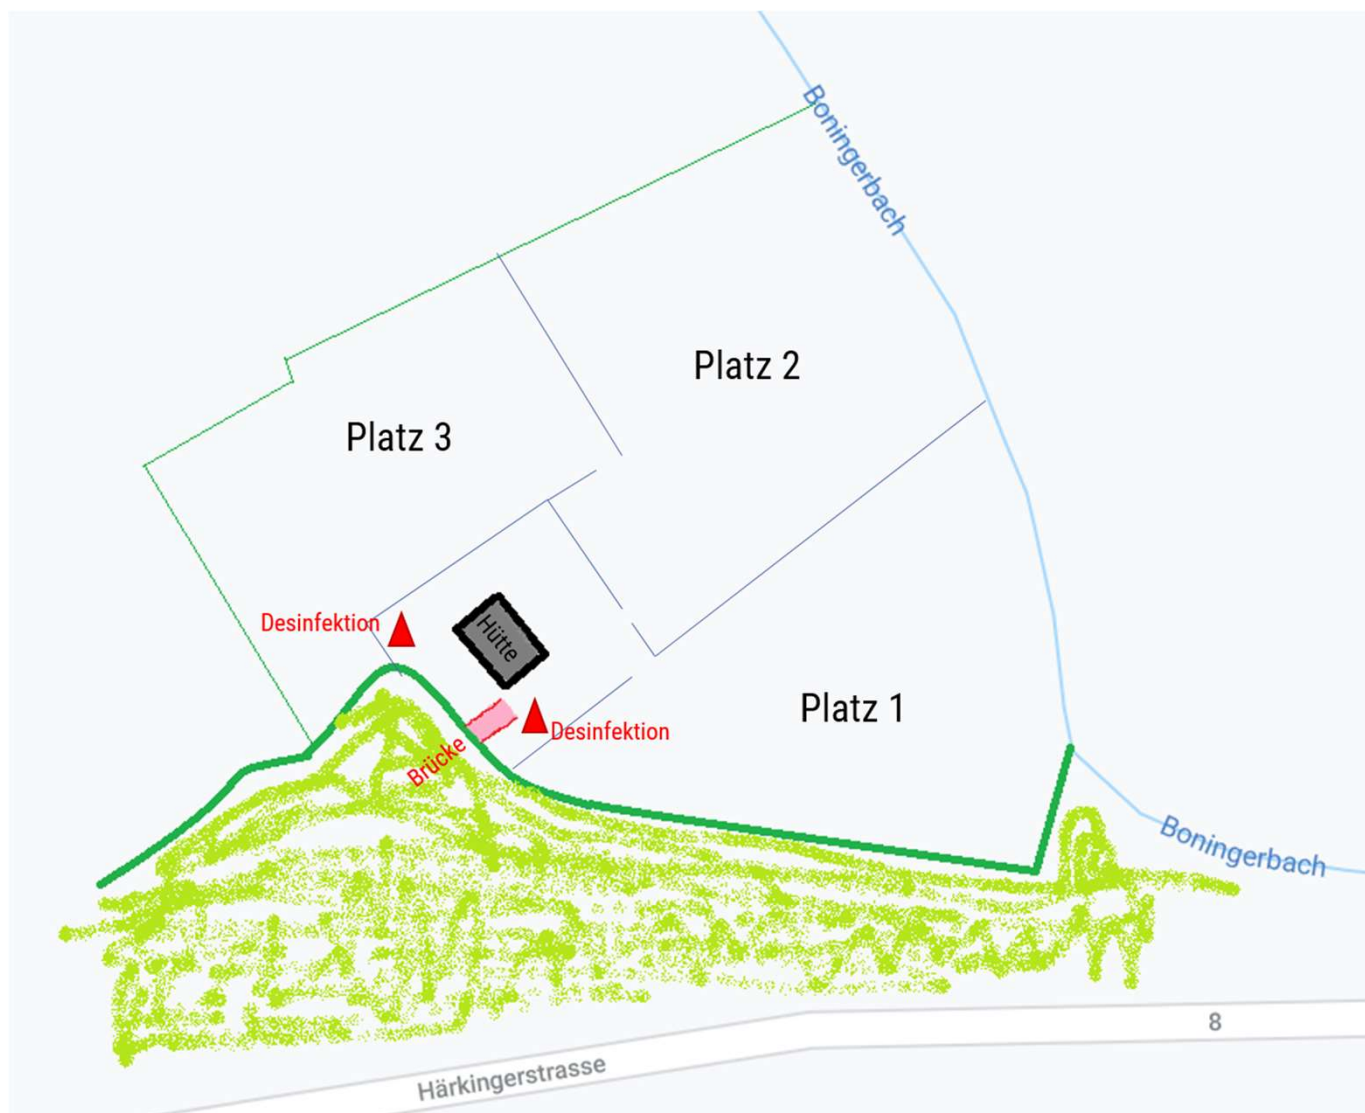 Boningerbach
Platz 2
Platz 3
Desinfektion
Hütte
Platz 1
Desinfektion
Brücke
Boningerbach
8
Härkingerstrasse